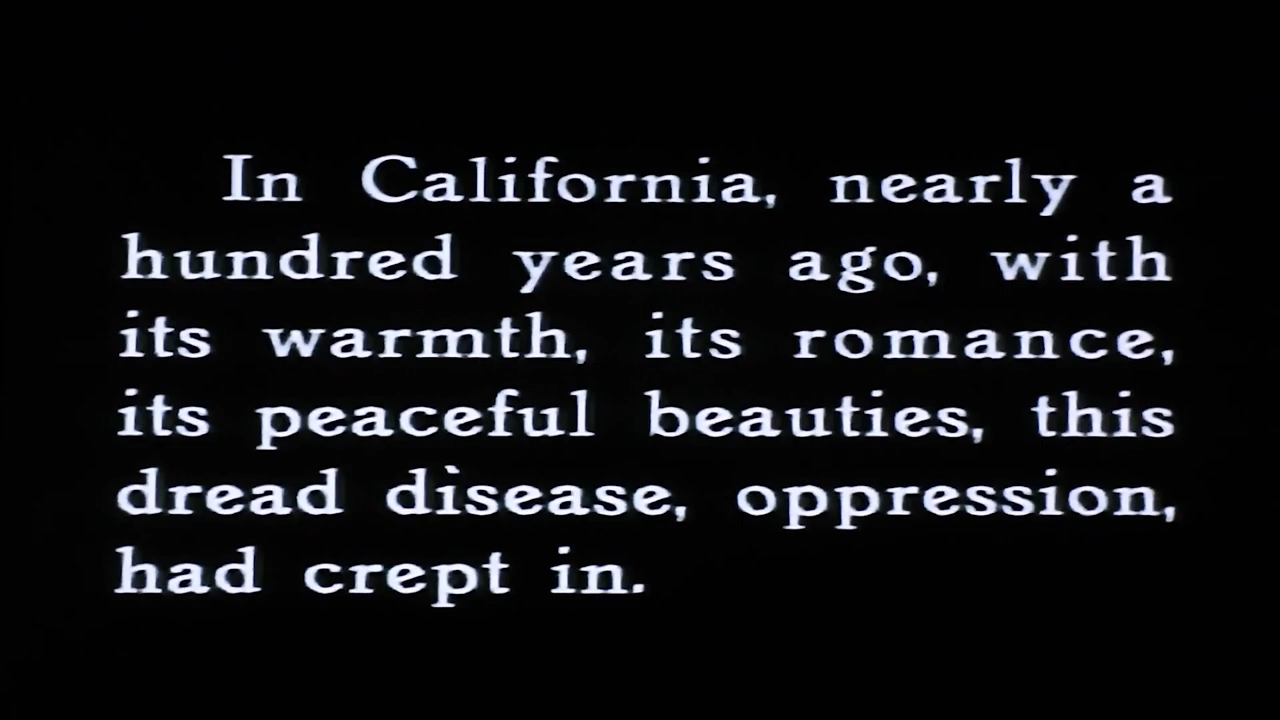 In California, nearly a
hundred years ago, with
its warmth, its romance,
its peaceful beauties, this
dread disease, oppression,
had crept in.